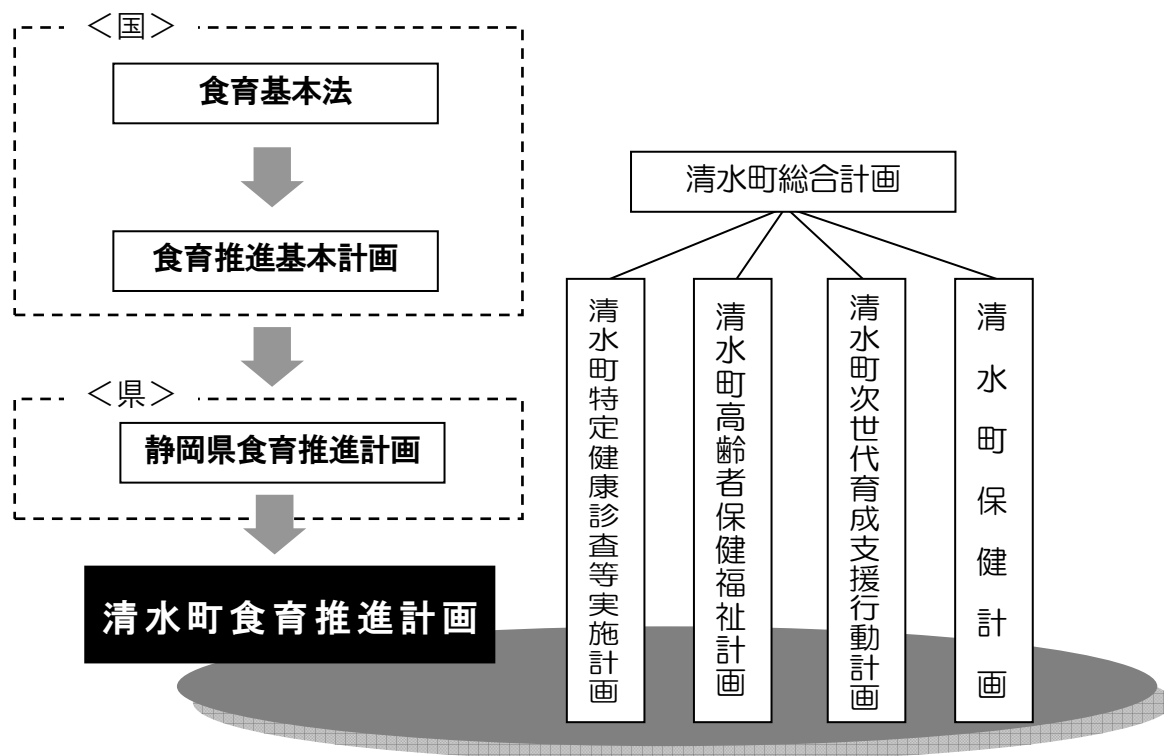 ＜国＞
食育基本法
食育推進基本計画
＜県＞
静岡県食育推進計画
清水町食育推進計画
清水町総合計画
清水町特定健康診査等実施計画
清水町高齢者保健福祉計画
清水町次世代育成支援行動計画
清水町保健計画